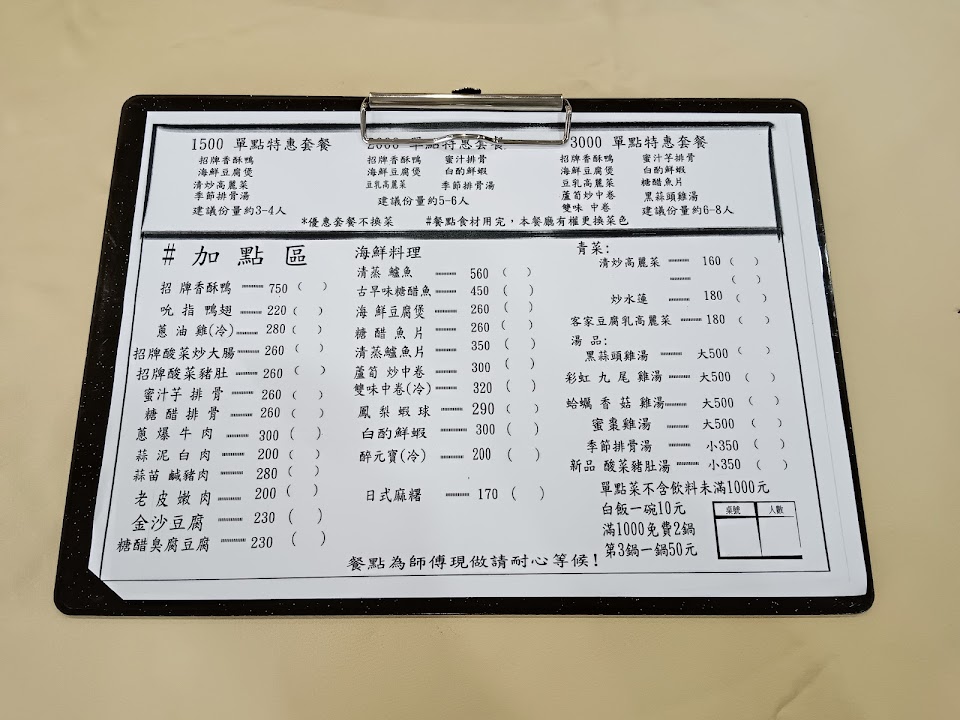 1500 單點特惠套餐
招牌香酥鴨
海鮮豆腐煲
清炒高麗菜
季節排骨湯
建議份量約3-4人
2000 單點特惠套餐
招牌香酥鴨 蜜汁排骨
海鮮豆腐煲 白酌鮮蝦
豆乳高麗菜 季節排骨湯
建議份量約5-6人
3000 單點特惠套餐
招牌香酥鴨 蜜汁芋排骨
海鮮豆腐煲 白酌鮮蝦
豆乳高麗菜 糖醋魚片
蘆筍炒中卷 黑蒜頭雞湯
雙味 中卷 建議份量約6-8人
*優惠套餐不換菜 #餐點食材用完,本餐廳有權更換菜色
# 加 點 區
招 牌香酥鴨 750 ( )
吮 指 鴨翅 220 ( )
蔥 油 雞(冷) 280 ( )
招牌酸菜炒大腸 260 ( )
招牌酸菜豬肚 260 ( )
蜜汁芋 排 骨 260 ( )
糖 醋 排 骨 260 ( )
蔥 爆 牛 肉 300 ( )
蒜 泥 白 肉 200 ( )
蒜苗 鹹豬肉 280 ( )
老 皮 嫩 肉 200 ( )
金沙豆腐 230 ( )
糖醋臭腐豆腐 230 ( )
海鮮料理
清蒸 鱸魚 560 ( )
古早味糖醋魚 450 ( )
海 鮮豆腐煲 260 ( )
糖 醋 魚 片 260 ( )
清蒸鱸魚片 350 ( )
蘆筍 炒中卷 300 ( )
雙味中卷(冷) 320 ( )
鳳 梨 蝦 球 290 ( )
白酌鮮蝦 300 ( )
醉元寶(冷) 200 ( )
日式麻糬 170 ( )
青菜:
清炒高麗菜 160 ( )
( )
炒水蓮 180 ( )
客家豆腐乳高麗菜 180 ( )
湯 品:
黑蒜頭雞湯 大500 ( )
彩虹 九 尾 雞湯 大500 ( )
蛤蠣 香 菇 雞湯 大500 ( )
蜜棗雞湯 大500 ( )
季節排骨湯 小350 ( )
新品 酸菜豬肚湯 小350 ( )
單點菜不含飲料未滿1000元
白飯一碗10元
滿1000免費2鍋
第3鍋一鍋50元
桌號 人數
餐點為師傅現做請耐心等候!